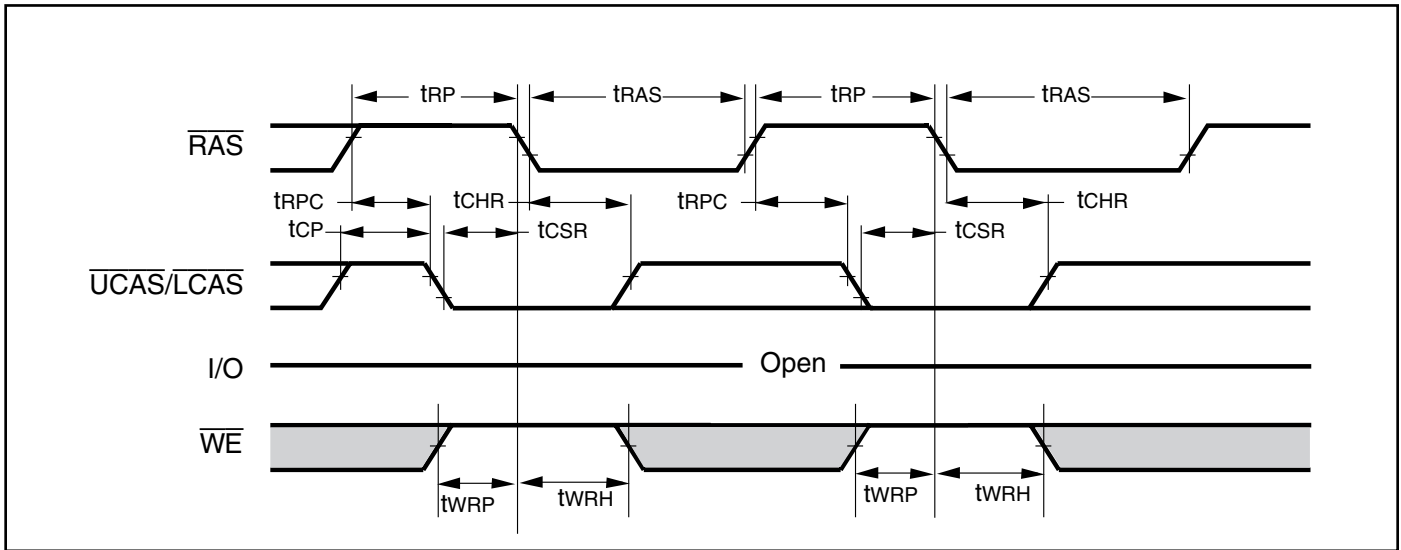 tRP tRAS tRP tRAS
RAS
tRPC tCHR tRPC tCHR
tCP tCSR tCSR
UCAS/LCAS
I/O Open
WE
tWRP tWRH tWRP tWRH